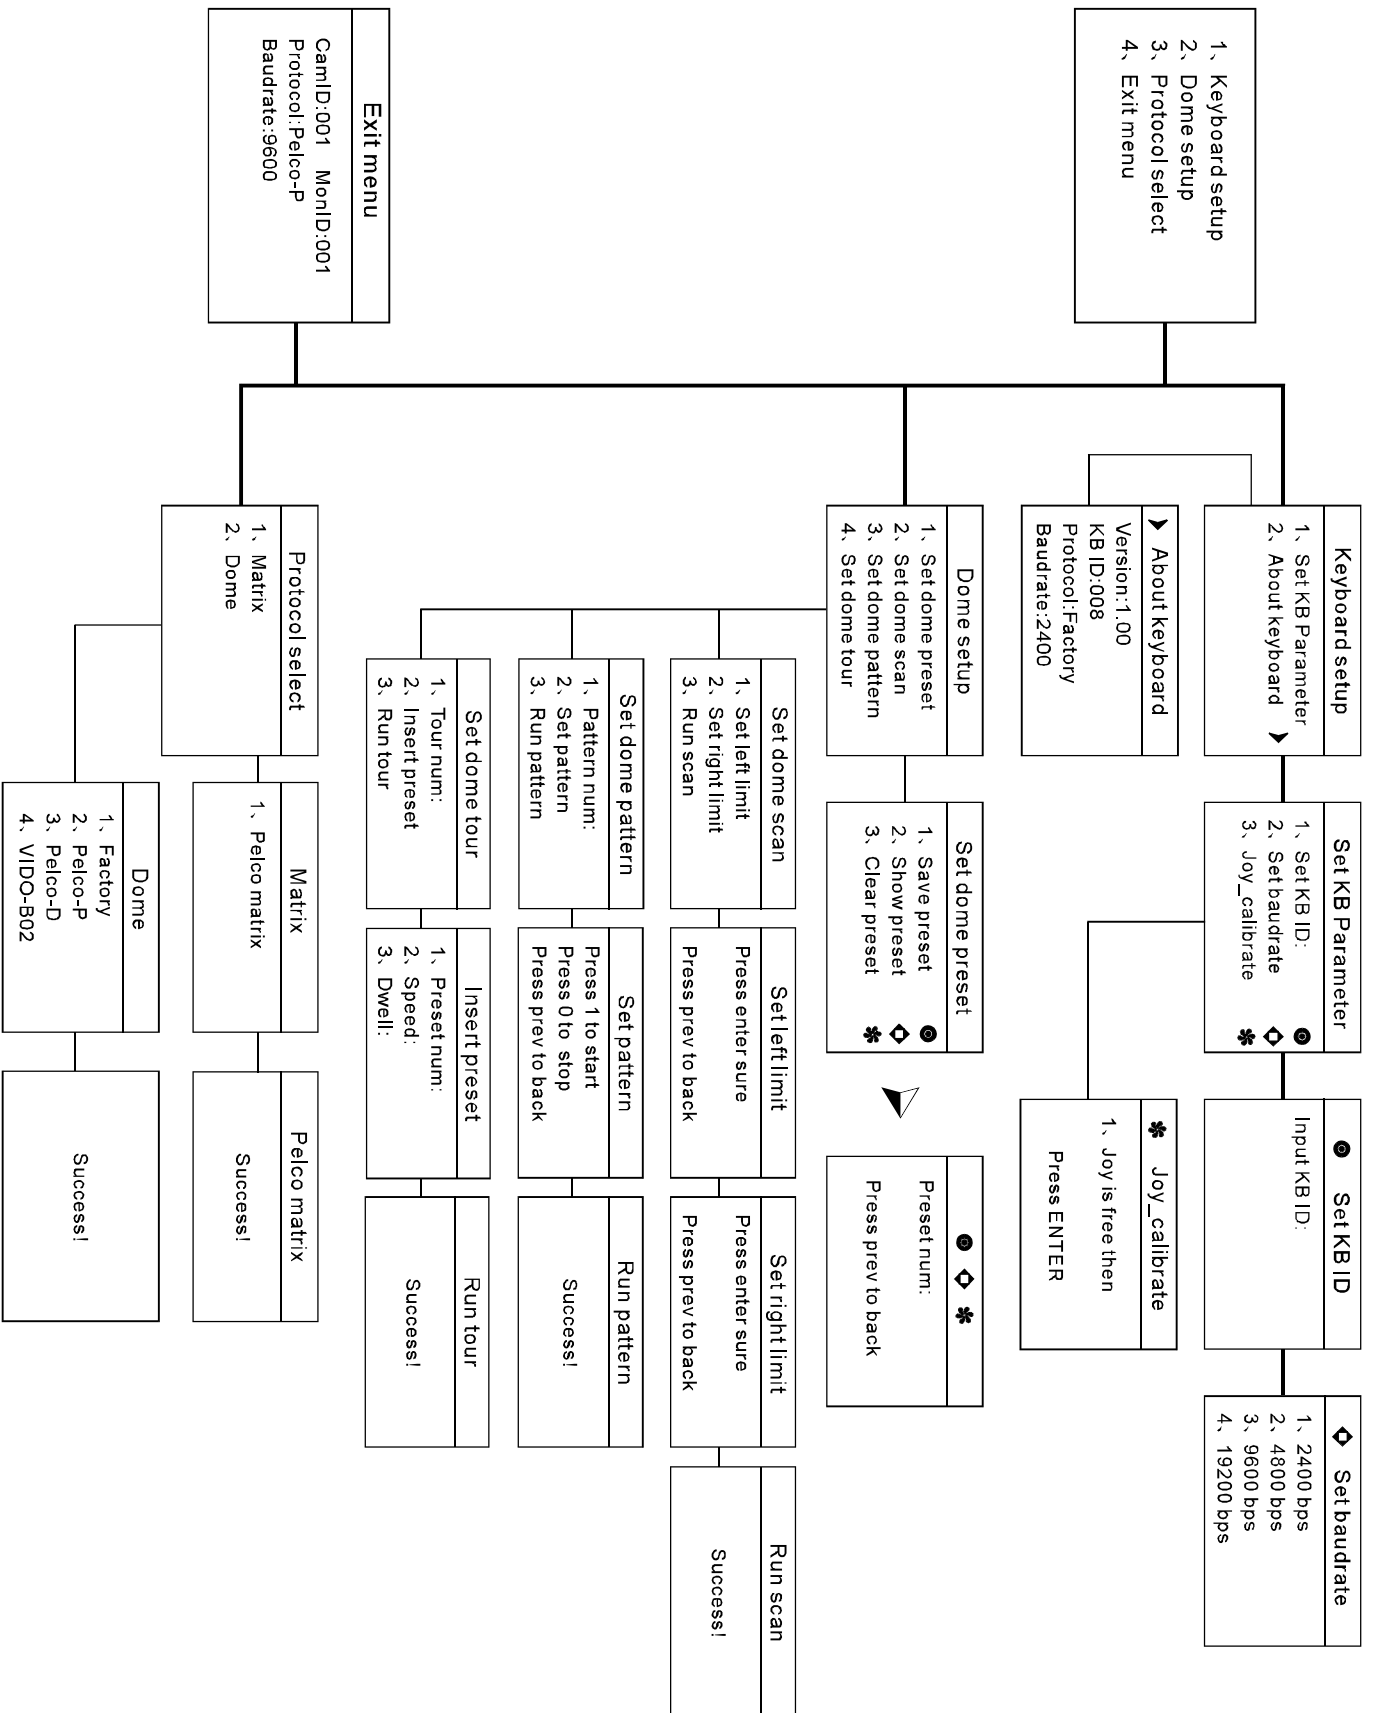 1、Keyboard setup
2、Dome setup
3、Protocol select
4、Exit menu
Keyboard setup
1、Set KB Parameter
2、About keyboard
Set KB Parameter
1、Set KB ID:
2、Set baudrate
3、Joy_calibrate
Set KB ID
Input KB ID:
Set baudrate
1、2400 bps
2、4800 bps
3、9600 bps
4、19200 bps
About keyboard
Version:1.00
KB ID:008
Protocol:Factory
Baudrate:2400
Joy_calibrate
1、Joy is free then
Press ENTER
Dome setup
1、Set dome preset
2、Set dome scan
3、Set dome pattern
4、Set dome tour
Set dome preset
1、Save preset
2、Show preset
3、Clear preset
Preset num:
Press prev to back
Set dome scan
1、Set left limit
2、Set right limit
3、Run scan
Set left limit
Press enter sure
Press prev to back
Set right limit
Press enter sure
Press prev to back
Run scan
Success!
Set dome pattern
1、Pattern num:
2、Set pattern
3、Run pattern
Set pattern
Press 1 to start
Press 0 to stop
Press prev to back
Run pattern
Success!
Set dome tour
1、Tour num:
2、Insert preset
3、Run tour
Insert preset
1、Preset num:
2、Speed:
3、Dwell:
Run tour
Success!
Exit menu
CamID:001 MonID:001
Protocol:Pelco-P
Baudrate:9600
Protocol select
1、Matrix
2、Dome
Matrix
1、Pelco matrix
Pelco matrix
Success!
Dome
1、Factory
2、Pelco-P
3、Pelco-D
4、VIDO-B02
Success!